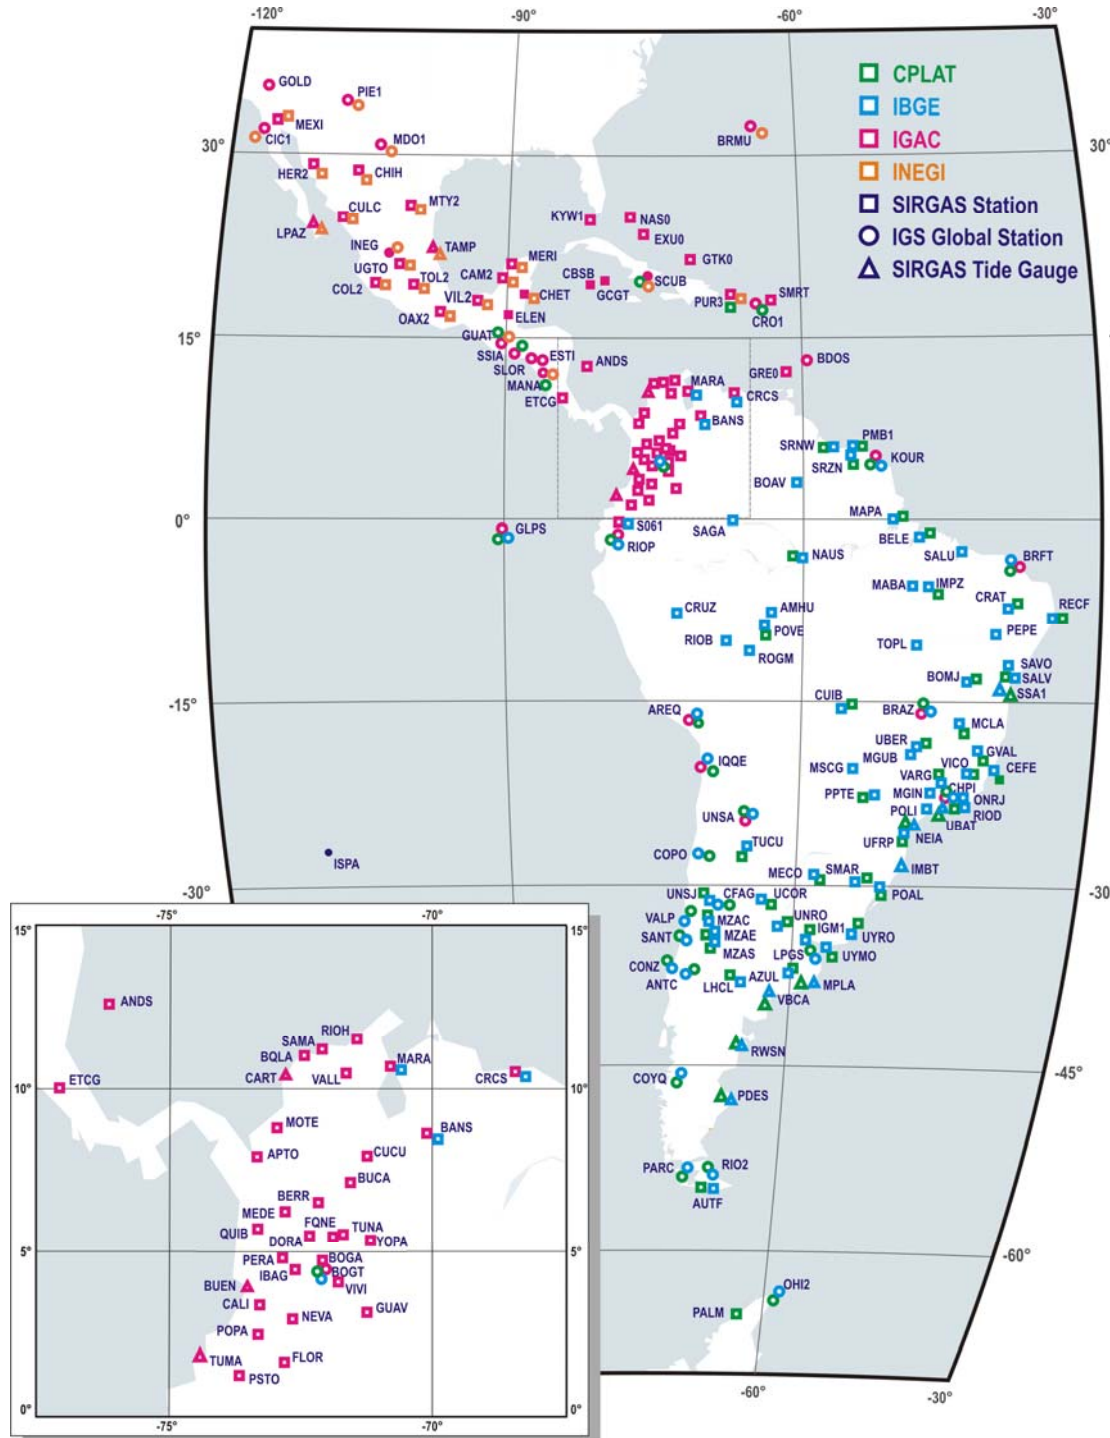 -120°
-90°
-60°
-30°
GOLD
PIE1
CPLAT
MEXI
IBGE
CIC1
MDO1
BRMU
30°
30°
IGAC
HER2
CHIH
INEGI
CULC
MTY2
SIRGAS Station
LPAZ
KYW1
NAS0
IGS Global Station
EXU0
INEG
TAMP
SIRGAS Tide Gauge
UGTO
MERI
GTK0
COL2
TOL2
CAM2
CBSB
SCUB
VIL2
CHET
GCGT
SMRT
OAX2
ELEN
PUR3
CRO1
GUAT
15°
15°
SSIA
ESTI
ANDS
BDOS
SLOR
MARA
GRE0
MANA
ETCG
CRCS
BANS
SRNW
PMB1
SRZN
KOUR
BOAV
MAPA
0°
0°
GLPS
S061
SAGA
BELE
RIOP
NAUS
SALU
BRFT
MABA
IMPZ
CRAT
CRUZ
AMHU
RECF
RIOB
POVE
TOPL
PEPE
ROGM
SAVO
BOMJ
SALV
CUIB
SSA1
-15°
-15°
AREQ
BRAZ
MCLA
UBER
IQQE
MGUB
GVAL
MSCG
VICO
CEFE
VARG
CHPI
PPTE
MGIN
ONRJ
UNSA
POLI
RIOD
UBAT
TUCU
UFRP
NEIA
COPO
ISPA
MECO
SMAR
IMBT
-30°
-30°
UNSJ
CFAG
UCOR
POAL
VALP
MZAC
UNRO
IGM1
SANT
MZAE
UYRO
MZAS
LPGS
UYMO
CONZ
AZUL
ANTC
LHCL
MPLA
VBCA
RWSN
COYQ
-45°
PDES
PARC
RIO2
AUTF
-60°
OHI2
PALM
-60°
-30°
-75°
-70°
15°
15°
ANDS
RIOH
SAMA
BQLA
MARA
ETCG
CART
VALL
CRCS
10°
10°
MOTE
BANS
APTO
CUCU
BUCA
BERR
MEDE
FQNE
TUNA
QUIB
DORA
YOPA
5°
5°
PERA
BOGA
IBAG
BOGT
BUEN
VIVI
CALI
GUAV
NEVA
POPA
TUMA
FLOR
PSTO
0°
0°
-75°
-70°